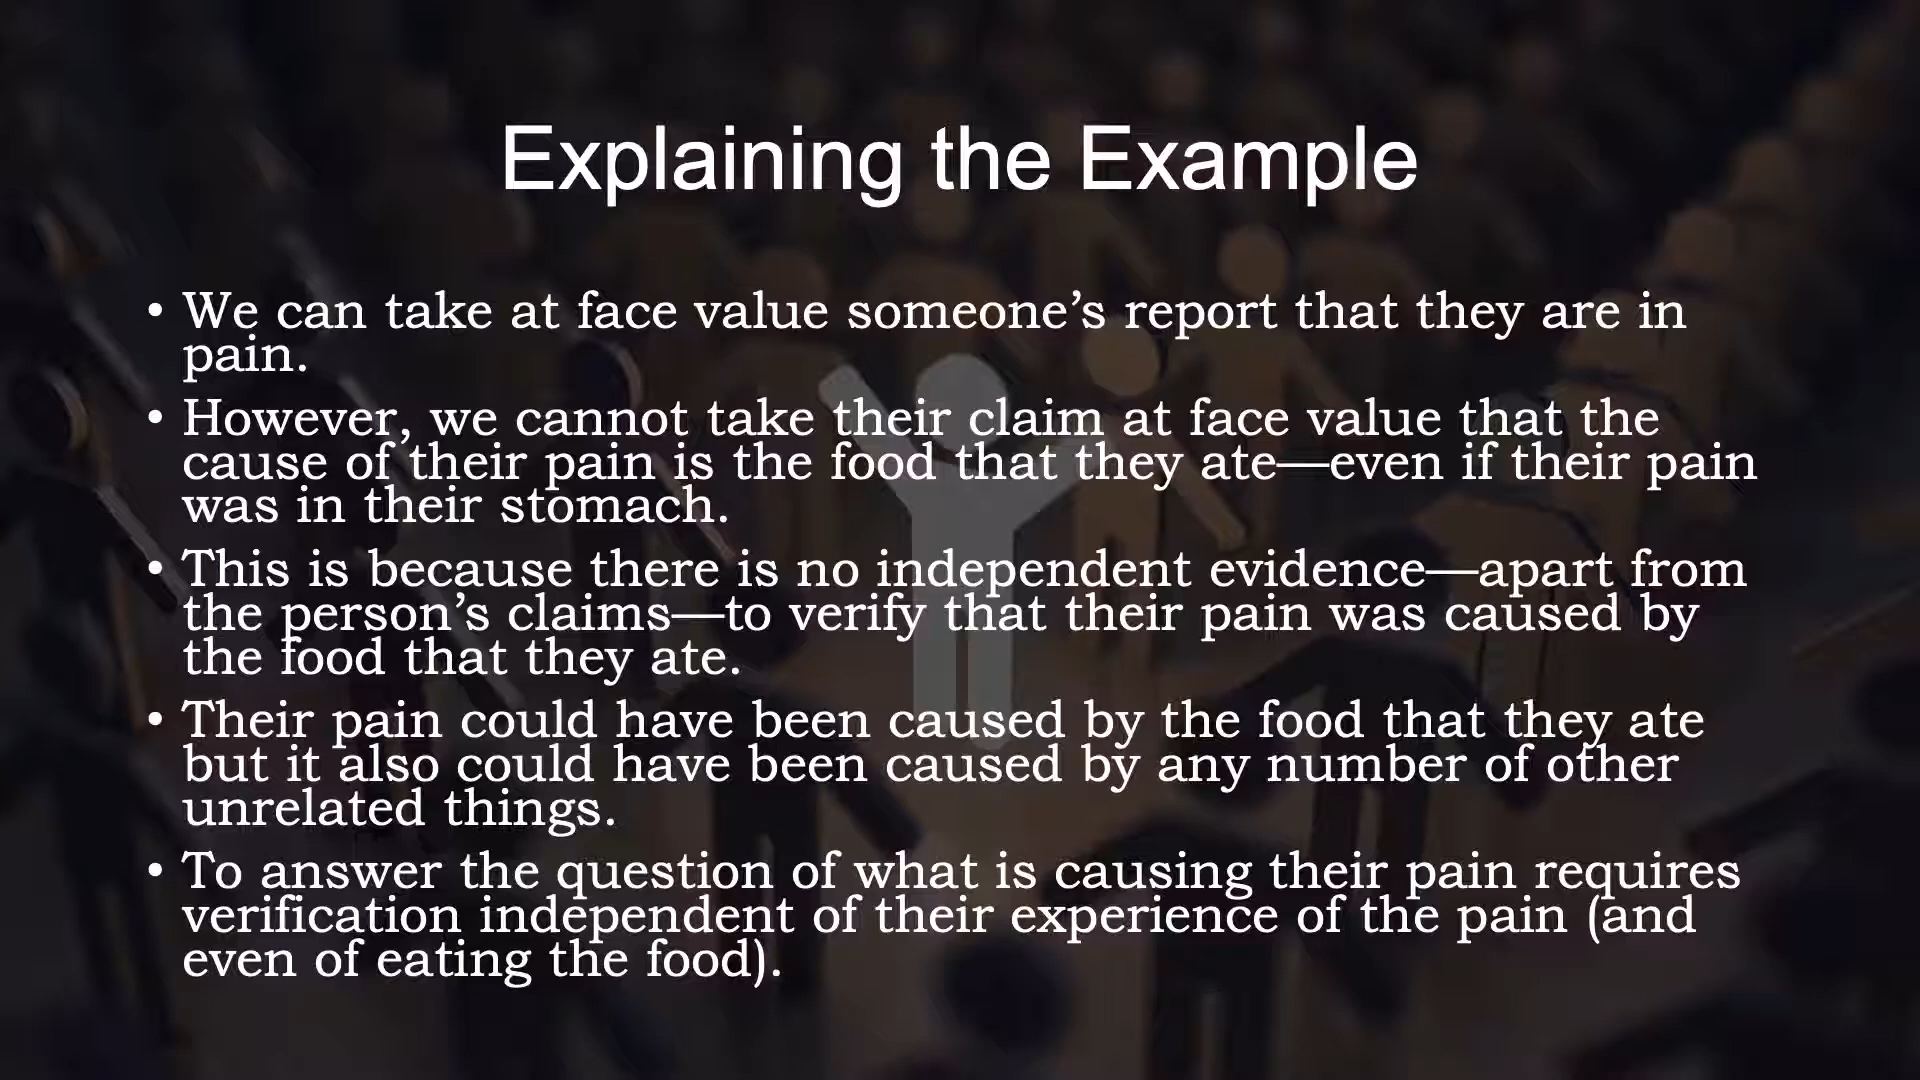 Explaining the Example
• We can take at face value someone’s report that they are in
pain.
• However, we cannot take their claim at face value that the
cause of their pain is the food that they ate—even if their pain
was in their stomach.
• This is because there is no independent evidence—apart from
the person’s claims—to verify that their pain was caused by
the food that they ate.
• Their pain could have been caused by the food that they ate
but it also could have been caused by any number of other
unrelated things.
• To answer the question of what is causing their pain requires
verification independent of their experience of the pain (and
even of eating the food).